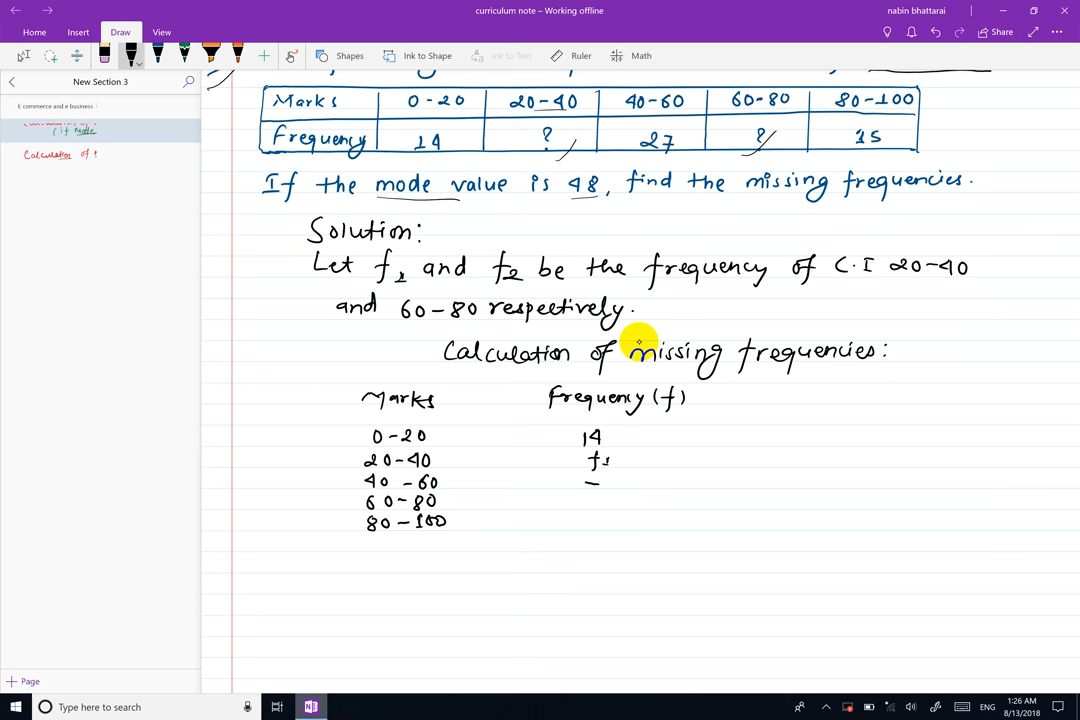 curriculum note – Working offline
nabin bhattarai
Home Insert Draw View
Share
Shapes Ink to Shape Ink to Text Ruler Math
New Section 3
E commerce and e business
(if mode
Calculation of
Marks 0-20 20-40 40-60 60-80 80-100
Frequency 14 ? 27 ? 15
If the mode value is 48, find the missing frequencies.
Solution:
Let f1 and f2 be the frequency of C.I 20-40
and 60-80 respectively.
Calculation of missing frequencies:
Marks Frequency (f)
0-20 14
20-40 f1
40-60
60-80
80-100
Page
Type here to search
ENG
1:26 AM
8/13/2018